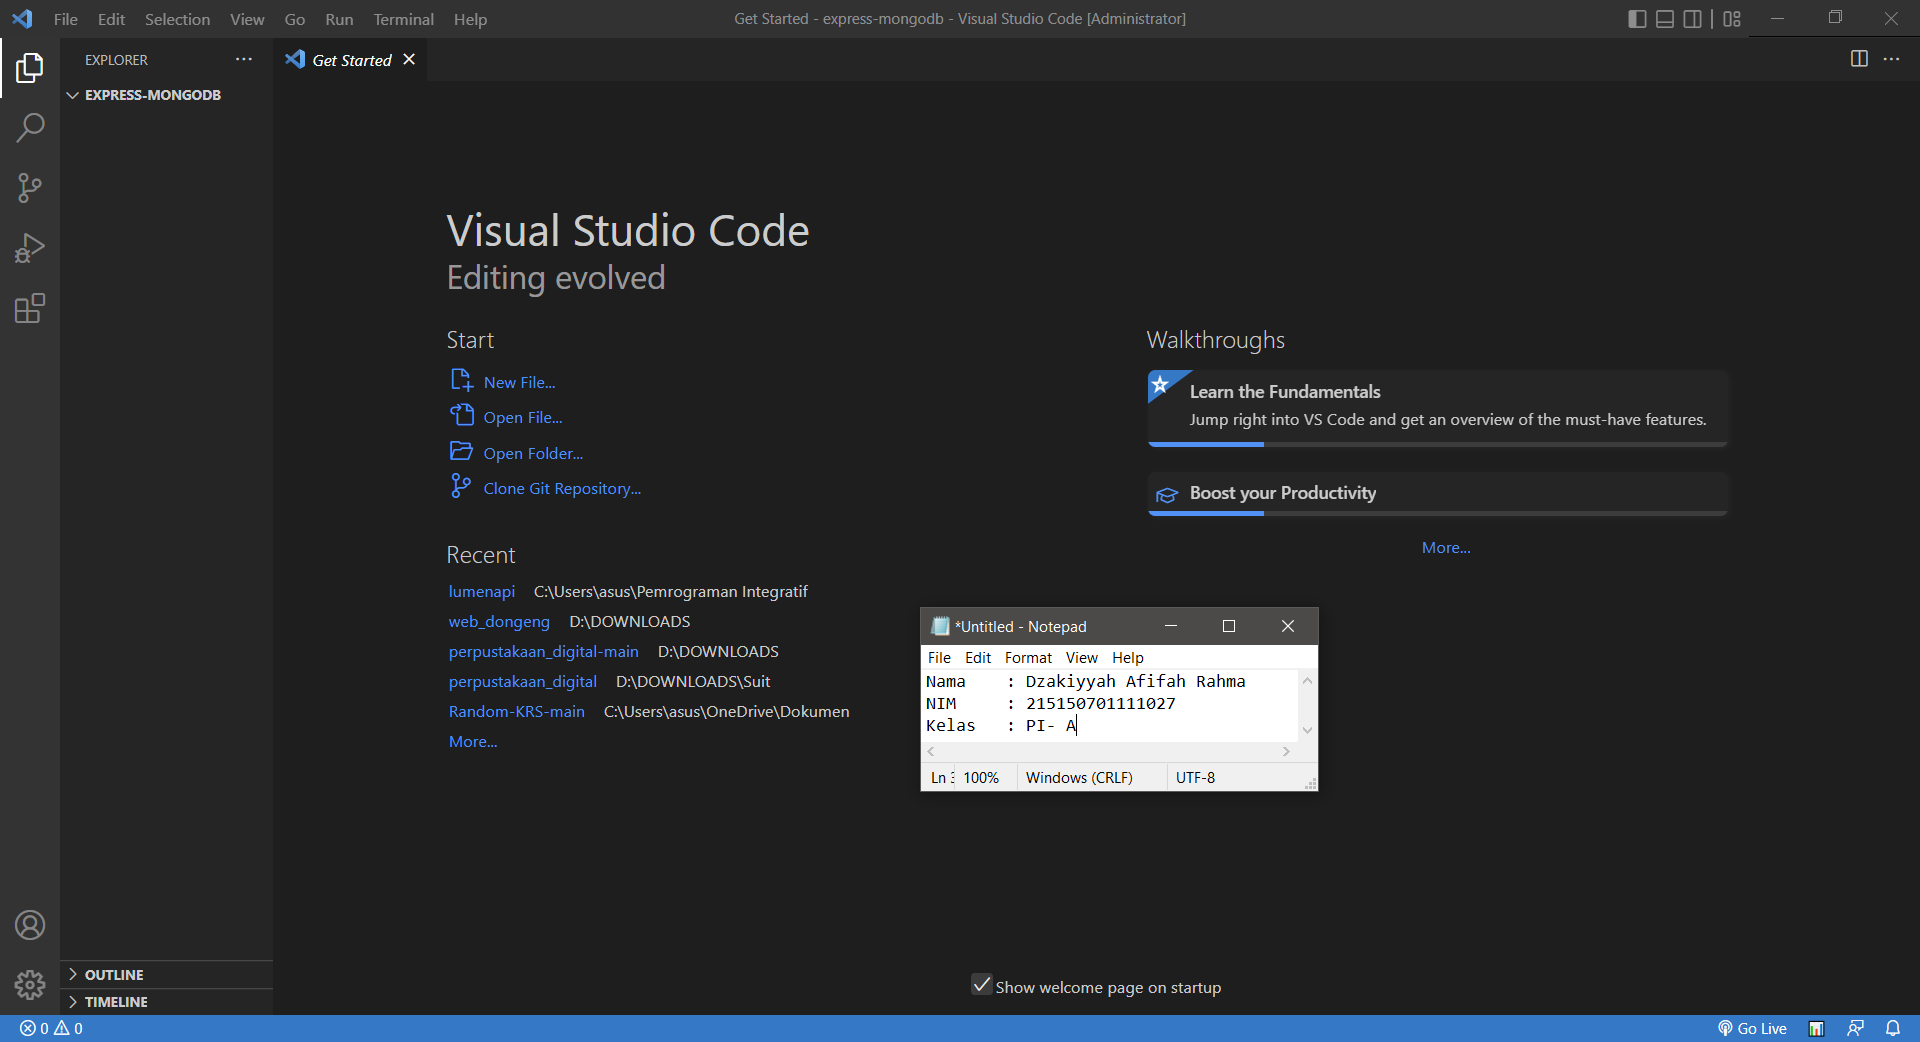 File Edit Selection View Go Run Terminal Help
Get Started - express-mongodb - Visual Studio Code [Administrator]
EXPLORER
Get Started
EXPRESS-MONGODB
Visual Studio Code
Editing evolved
Start
New File...
Open File...
Open Folder...
Clone Git Repository...
Recent
lumenapi C:\Users\asus\Pemrograman Integratif
web_dongeng D:\DOWNLOADS
perpustakaan_digital-main D:\DOWNLOADS
perpustakaan_digital D:\DOWNLOADS\Suit
Random-KRS-main C:\Users\asus\OneDrive\Dokumen
More...
Walkthroughs
Learn the Fundamentals
Jump right into VS Code and get an overview of the must-have features.
Boost your Productivity
More...
*Untitled - Notepad
File Edit Format View Help
Nama : Dzakiyyah Afifah Rahma
NIM : 215150701111027
Kelas : PI- A
Ln 3 100% Windows (CRLF) UTF-8
Show welcome page on startup
OUTLINE
TIMELINE
0 0
Go Live